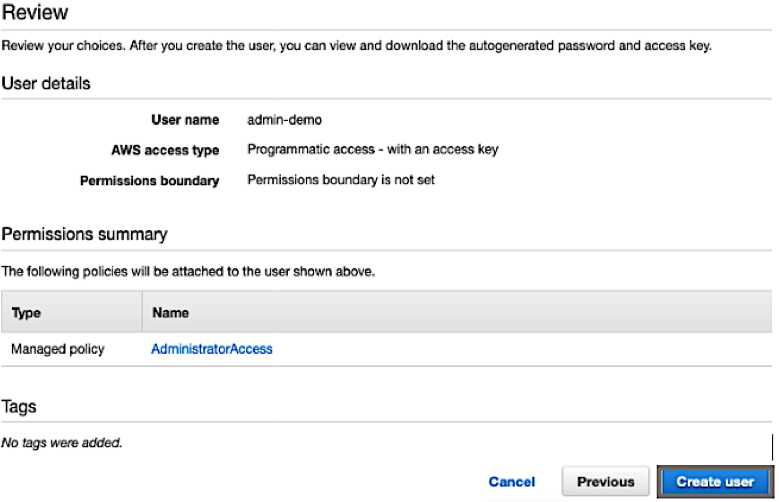 Review
Review your choices. After you create the user, you can view and download the autogenerated password and access key.
User details
User name admin-demo
AWS access type Programmatic access - with an access key
Permissions boundary Permissions boundary is not set
Permissions summary
The following policies will be attached to the user shown above.
Type Name
Managed policy AdministratorAccess
Tags
No tags were added.
Cancel Previous Create user